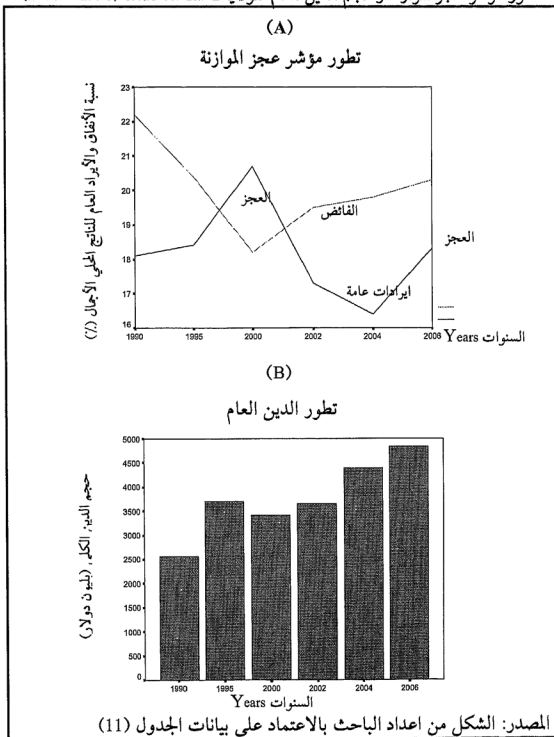 (A)
تطور مؤشر عجز الموازنة
نسبة الأنفاق والأيراد العام للناتج المحلي الأجمالي (٪)
23
22
21
20
19
18
17
16
العجز
الفائض
العجز
ايرادات عامة
1990
1995
2000
2002
2004
2006
السنوات Years
(B)
تطور الدين العام
حجم الدين الكلي (بليون دولار)
5000
4500
4000
3500
3000
2500
2000
1500
1000
500
0
1990
1995
2000
2002
2004
2006
السنوات Years
المصدر: الشكل من اعداد الباحث بالاعتماد على بيانات الجدول (11)